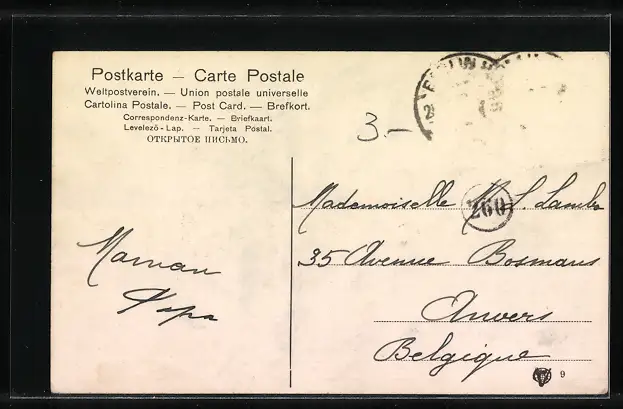 Postkarte — Carte Postale
Weltpostverein. — Union postale universelle
Cartolina Postale. — Post Card. — Brefkort.
Correspondenz-Karte. — Briefkaart.
Levelező-Lap. — Tarjeta Postal.
ОТКРЫТОЕ ПИСЬМО.
3.-
Mademoiselle
260
35 Avenue Bosmans
Anvers
Belgique
Maman
Papa
9